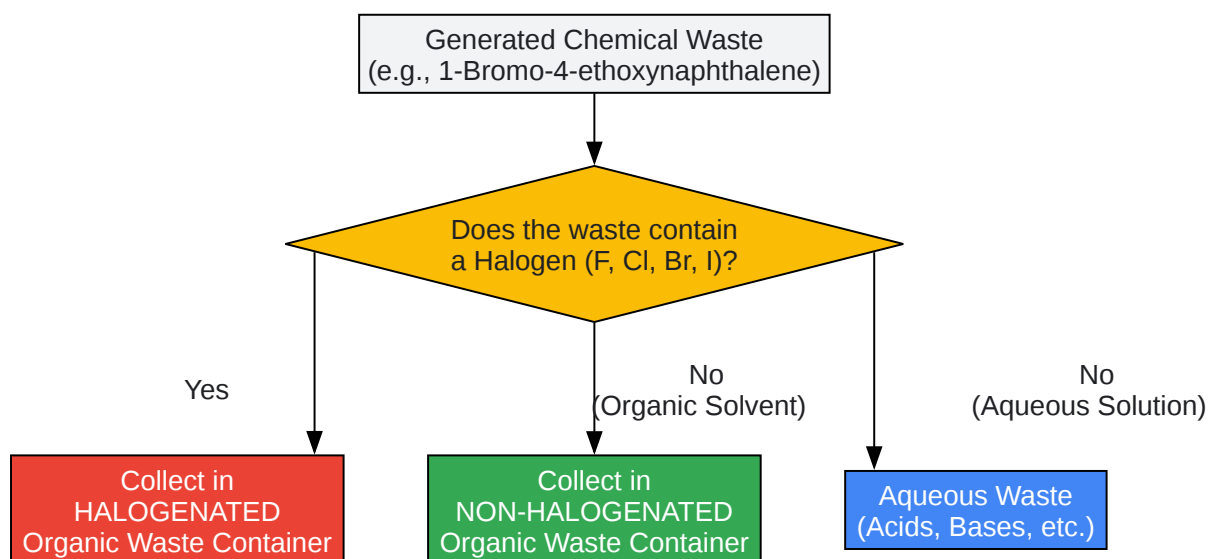 Generated Chemical Waste
(e.g., 1-Bromo-4-ethoxynaphthalene)
Does the waste contain
a Halogen (F, Cl, Br, I)?
Yes
No
(Organic Solvent)
No
(Aqueous Solution)
Collect in
HALOGENATED
Organic Waste Container
Collect in
NON-HALOGENATED
Organic Waste Container
Aqueous Waste
(Acids, Bases, etc.)